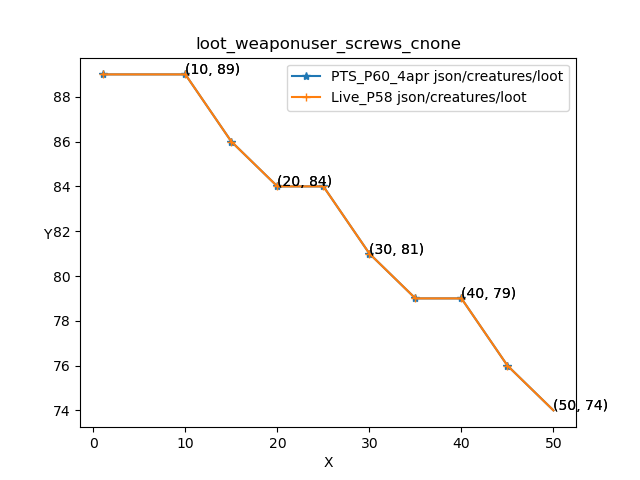 loot_weaponuser_screws_cnone
PTS_P60_4apr json/creatures/loot
Live_P58 json/creatures/loot
(10, 89)
(20, 84)
(30, 81)
(40, 79)
(50, 74)
88
86
84
82
80
78
76
74
Y
0 10 20 30 40 50
X